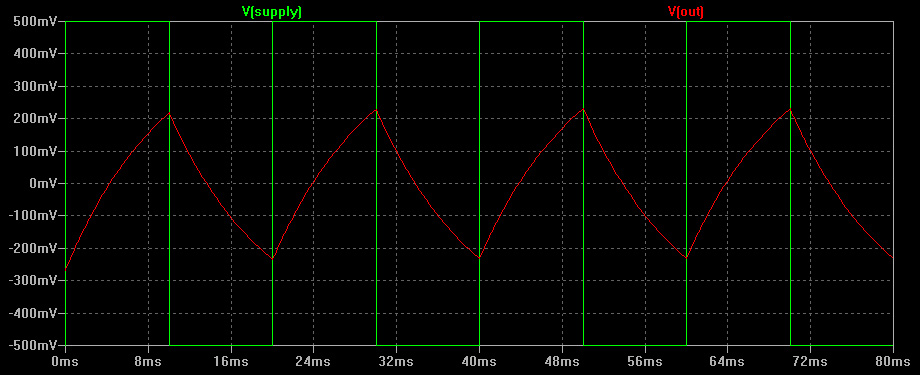 V(supply) V(out)
500mV
400mV
300mV
200mV
100mV
0mV
-100mV
-200mV
-300mV
-400mV
-500mV
0ms 8ms 16ms 24ms 32ms 40ms 48ms 56ms 64ms 72ms 80ms